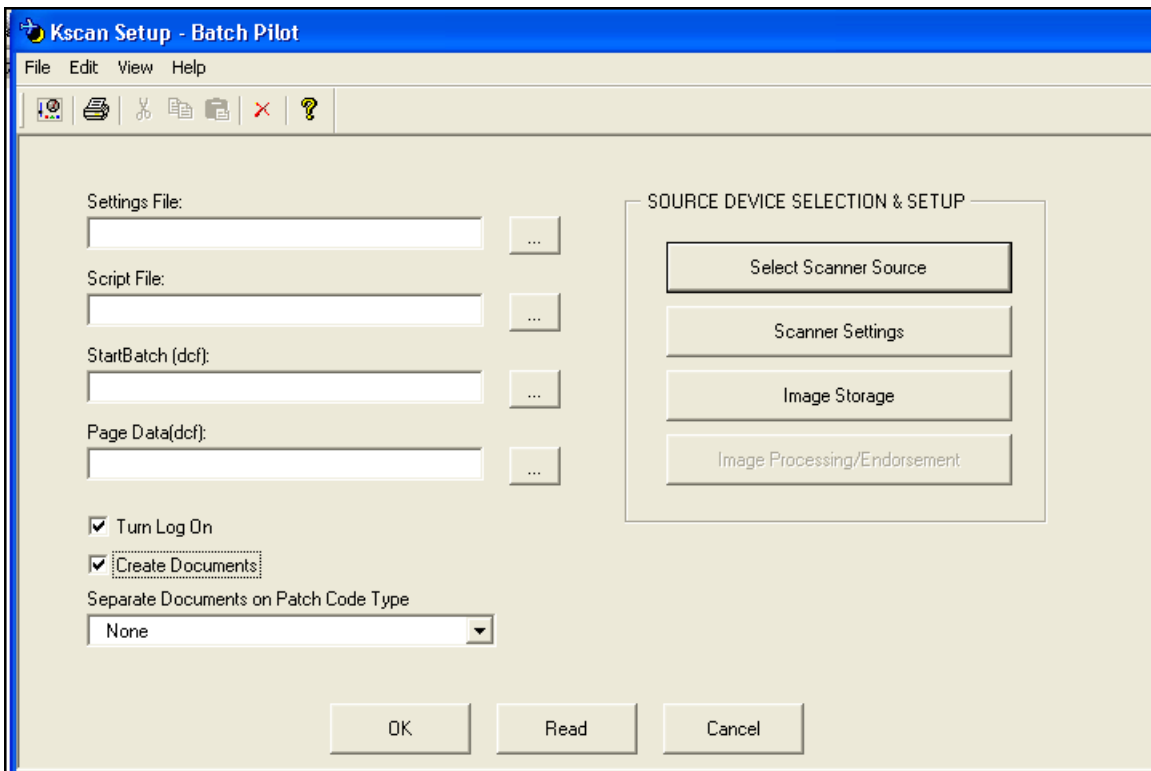 Kscan Setup - Batch Pilot
File Edit View Help
Settings File:
...
Script File:
...
StartBatch (dcf):
...
Page Data(dcf):
...
Turn Log On
Create Documents
Separate Documents on Patch Code Type
None
SOURCE DEVICE SELECTION & SETUP
Select Scanner Source
Scanner Settings
Image Storage
Image Processing/Endorsement
OK Read Cancel